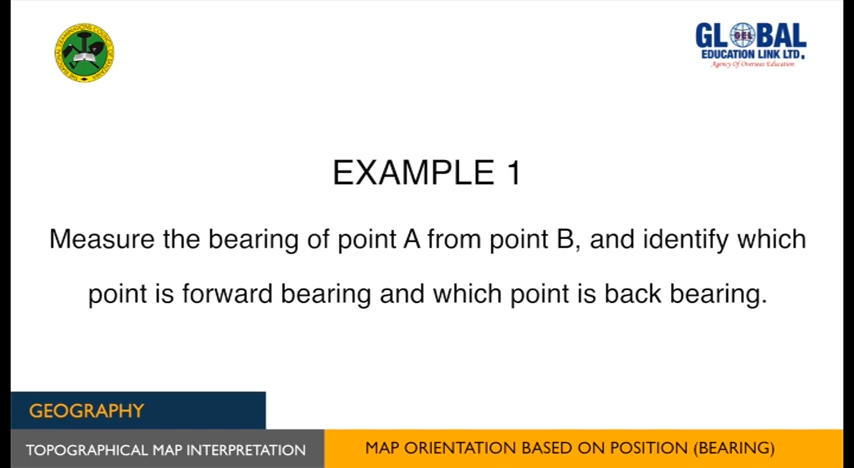 GLOBAL
GEL
EDUCATION LINK LTD.
Agency Of Overseas Education
EXAMPLE 1
Measure the bearing of point A from point B, and identify which
point is forward bearing and which point is back bearing.
GEOGRAPHY
TOPOGRAPHICAL MAP INTERPRETATION
MAP ORIENTATION BASED ON POSITION (BEARING)